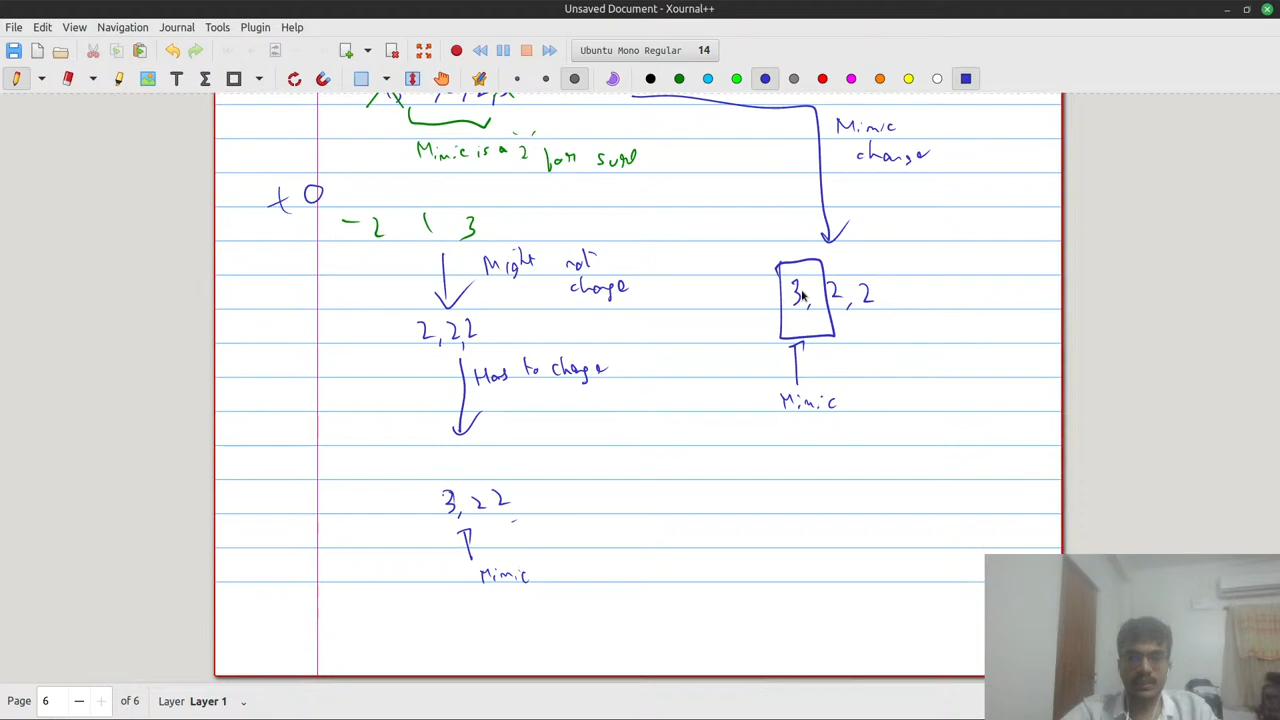 Unsaved Document - Xournal++
File Edit View Navigation Journal Tools Plugin Help
Ubuntu Mono Regular 14
Mimic is a 2 for sure
Mimic
change
+0
-2 1 3
Might not
change
3, 2, 2
2, 2, 2
Has to change
Mimic
3, 2 2
Mimic
Page 6 of 6 Layer Layer 1